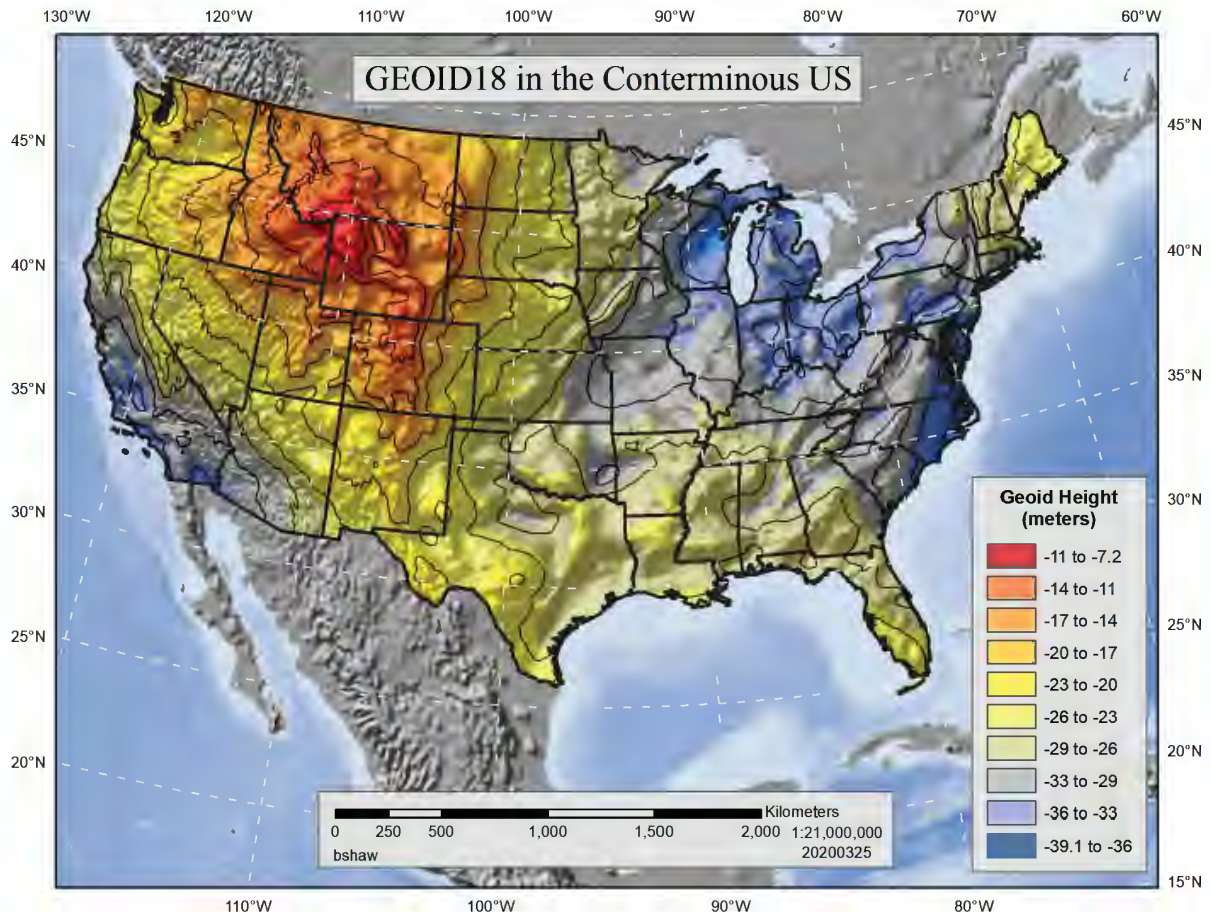 130°W 120°W 110°W 100°W 90°W 80°W 70°W 60°W
GEOID18 in the Conterminous US
45°N 45°N
40°N 40°N
35°N 35°N
30°N 30°N
25°N 25°N
20°N 20°N
15°N
Geoid Height
(meters)
-11 to -7.2
-14 to -11
-17 to -14
-20 to -17
-23 to -20
-26 to -23
-29 to -26
-33 to -29
-36 to -33
-39.1 to -36
Kilometers
0 250 500 1,000 1,500 2,000 1:21,000,000
bshaw 20200325
110°W 100°W 90°W 80°W